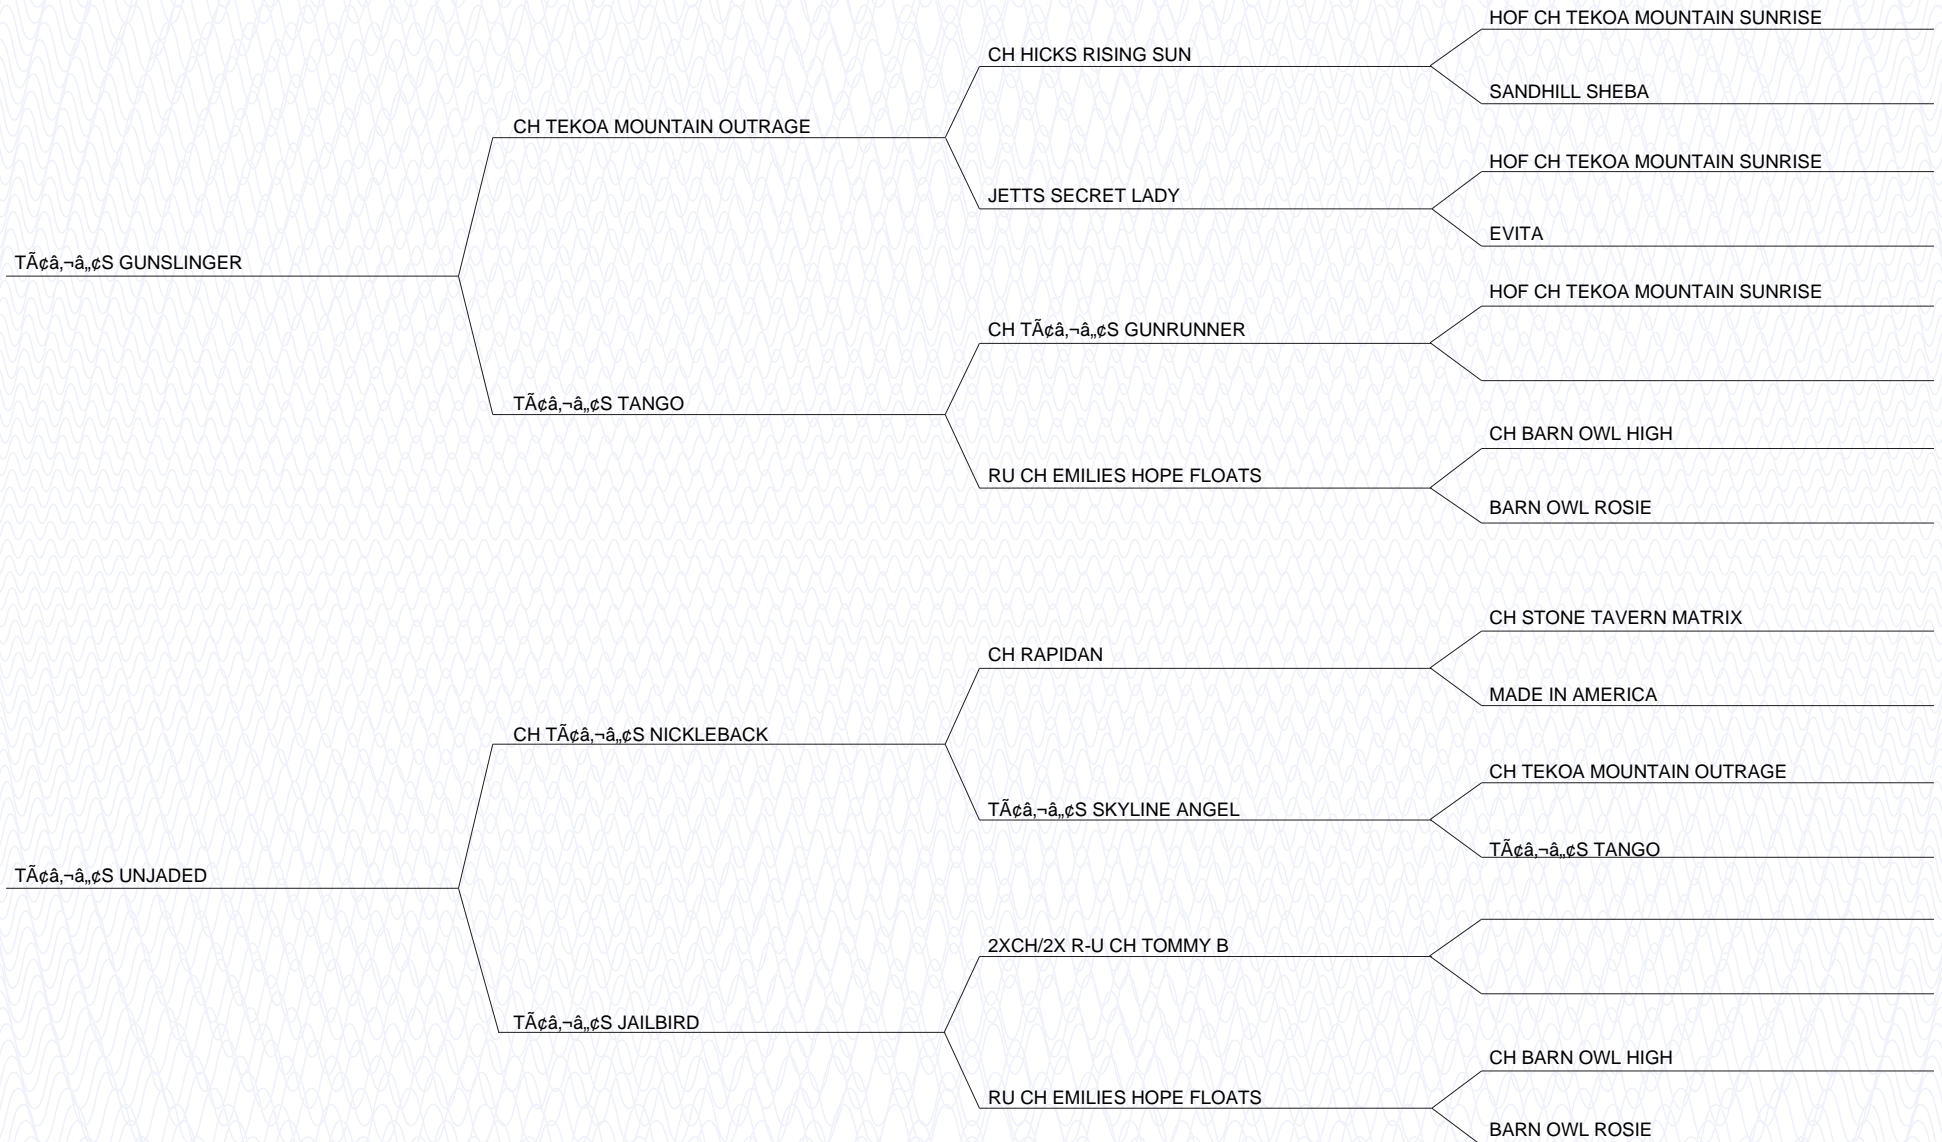 HOF CH TEKOA MOUNTAIN SUNRISE
CH HICKS RISING SUN
SANDHILL SHEBA
CH TEKOA MOUNTAIN OUTRAGE
HOF CH TEKOA MOUNTAIN SUNRISE
JETTS SECRET LADY
EVITA
TÃ¢â‚¬â„¢S GUNSLINGER
HOF CH TEKOA MOUNTAIN SUNRISE
CH TÃ¢â‚¬â„¢S GUNRUNNER
TÃ¢â‚¬â„¢S TANGO
CH BARN OWL HIGH
RU CH EMILIES HOPE FLOATS
BARN OWL ROSIE
CH STONE TAVERN MATRIX
CH RAPIDAN
MADE IN AMERICA
CH TÃ¢â‚¬â„¢S NICKLEBACK
CH TEKOA MOUNTAIN OUTRAGE
TÃ¢â‚¬â„¢S SKYLINE ANGEL
TÃ¢â‚¬â„¢S TANGO
TÃ¢â‚¬â„¢S UNJADED
2XCH/2X R-U CH TOMMY B
TÃ¢â‚¬â„¢S JAILBIRD
CH BARN OWL HIGH
RU CH EMILIES HOPE FLOATS
BARN OWL ROSIE